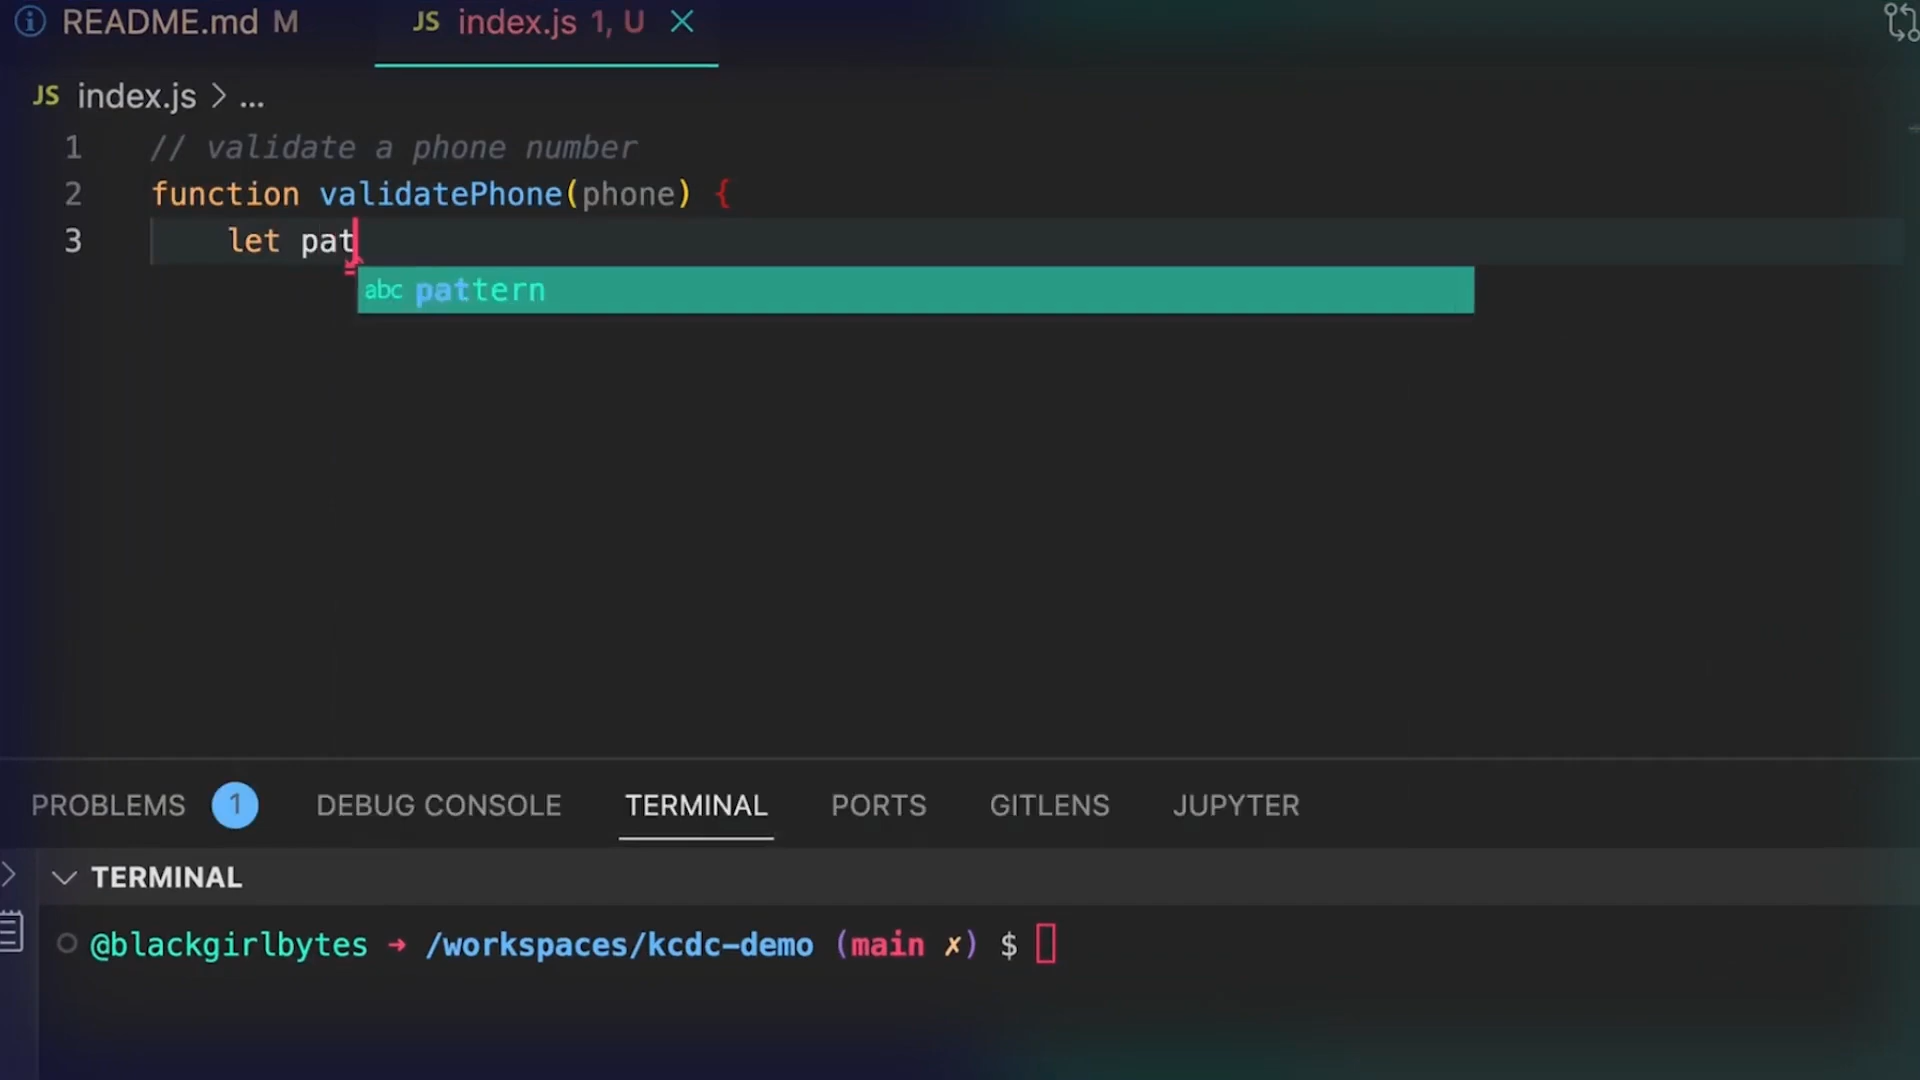 README.md M
JS index.js 1, U
JS index.js > ...
1 // validate a phone number
2 function validatePhone(phone) {
3 let pat
abc pattern
PROBLEMS 1 DEBUG CONSOLE TERMINAL PORTS GITLENS JUPYTER
TERMINAL
@blackgirlbytes → /workspaces/kcdc-demo (main ✗) $